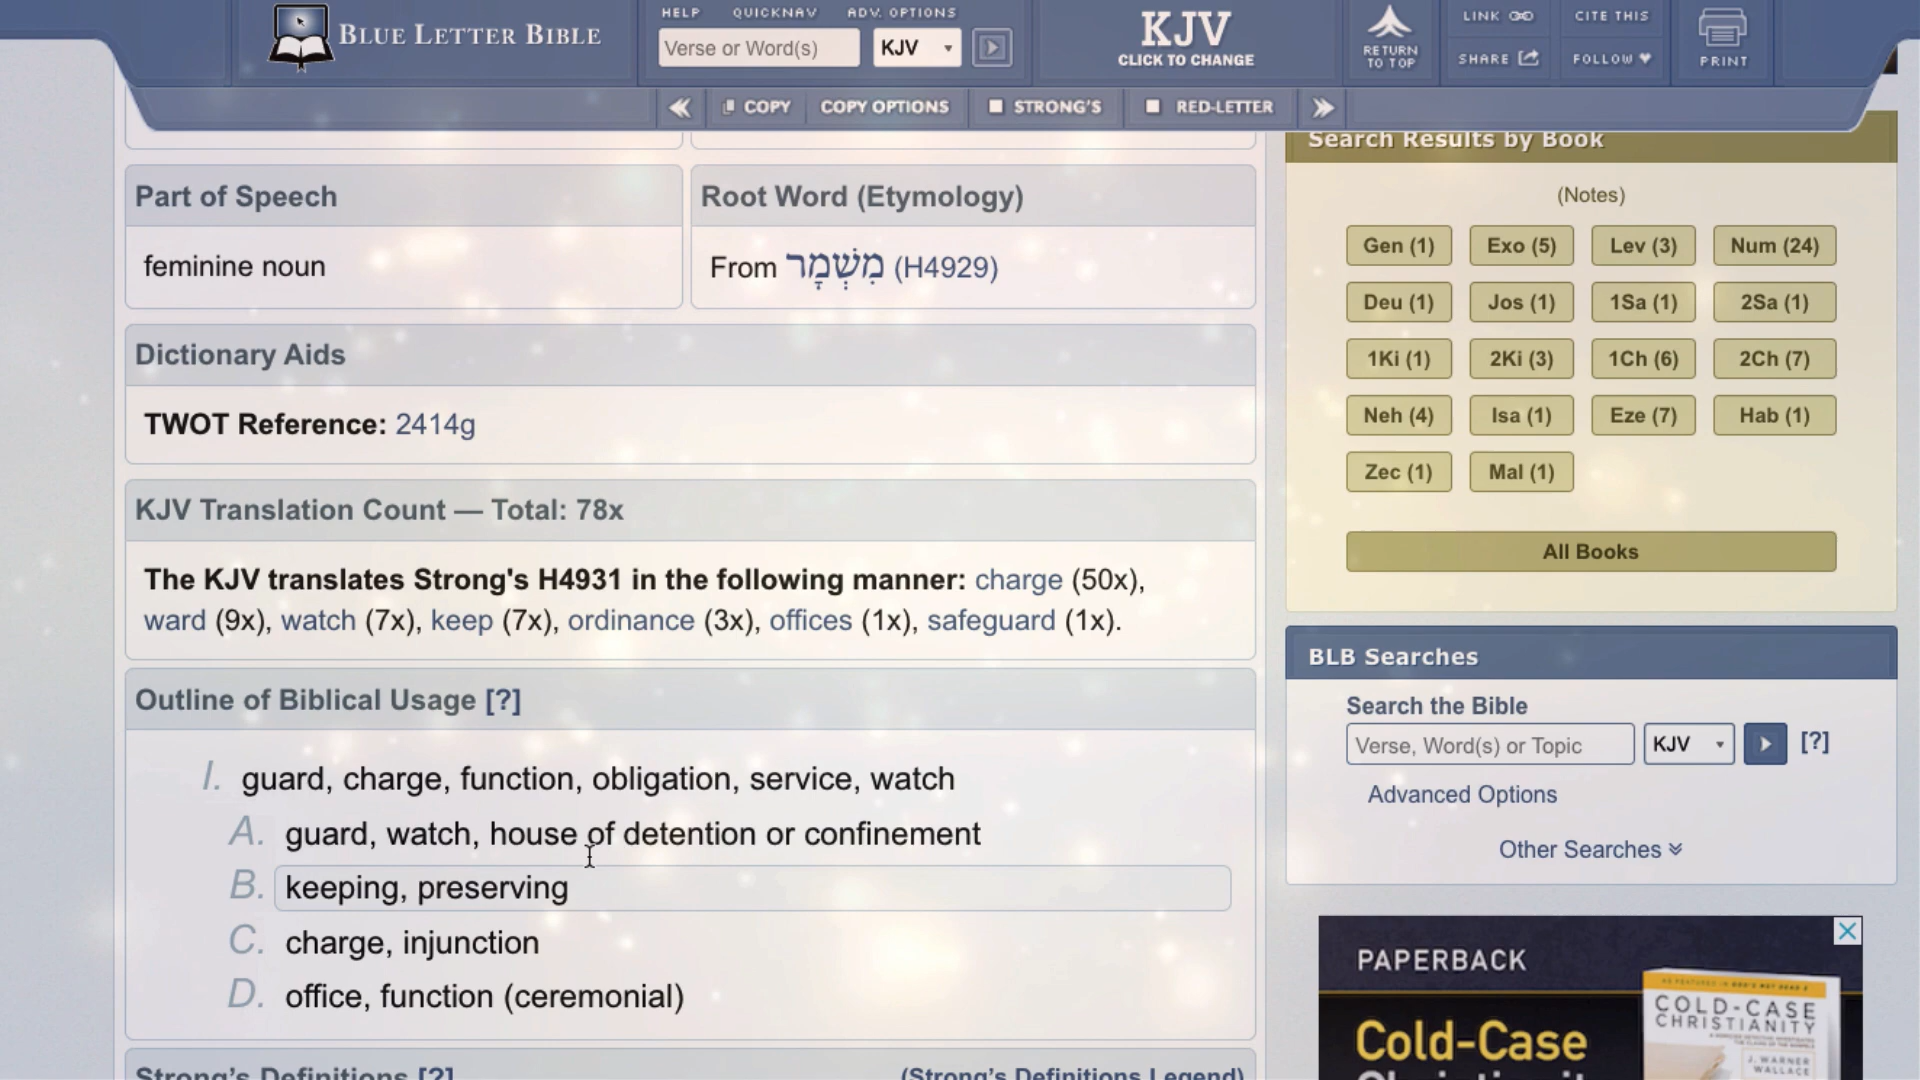 BLUE LETTER BIBLE
HELP QUICKNAV ADV. OPTIONS
Verse or Word(s) KJV
KJV
CLICK TO CHANGE
RETURN
TO TOP
LINK CITE THIS
SHARE FOLLOW
PRINT
COPY COPY OPTIONS STRONG'S RED-LETTER
Part of Speech
feminine noun
Root Word (Etymology)
From מִשְׁמָר (H4929)
Dictionary Aids
TWOT Reference: 2414g
KJV Translation Count — Total: 78x
The KJV translates Strong's H4931 in the following manner: charge (50x),
ward (9x), watch (7x), keep (7x), ordinance (3x), offices (1x), safeguard (1x).
Outline of Biblical Usage [?]
I. guard, charge, function, obligation, service, watch
A. guard, watch, house of detention or confinement
B. keeping, preserving
C. charge, injunction
D. office, function (ceremonial)
Strong's Definitions [?] (Strong's Definitions Legend)
Search Results by Book
(Notes)
Gen (1) Exo (5) Lev (3) Num (24)
Deu (1) Jos (1) 1Sa (1) 2Sa (1)
1Ki (1) 2Ki (3) 1Ch (6) 2Ch (7)
Neh (4) Isa (1) Eze (7) Hab (1)
Zec (1) Mal (1)
All Books
BLB Searches
Search the Bible
Verse, Word(s) or Topic KJV [?]
Advanced Options
Other Searches
PAPERBACK
Cold-Case
COLD-CASE
CHRISTIANITY
J. WARNER
WALLACE